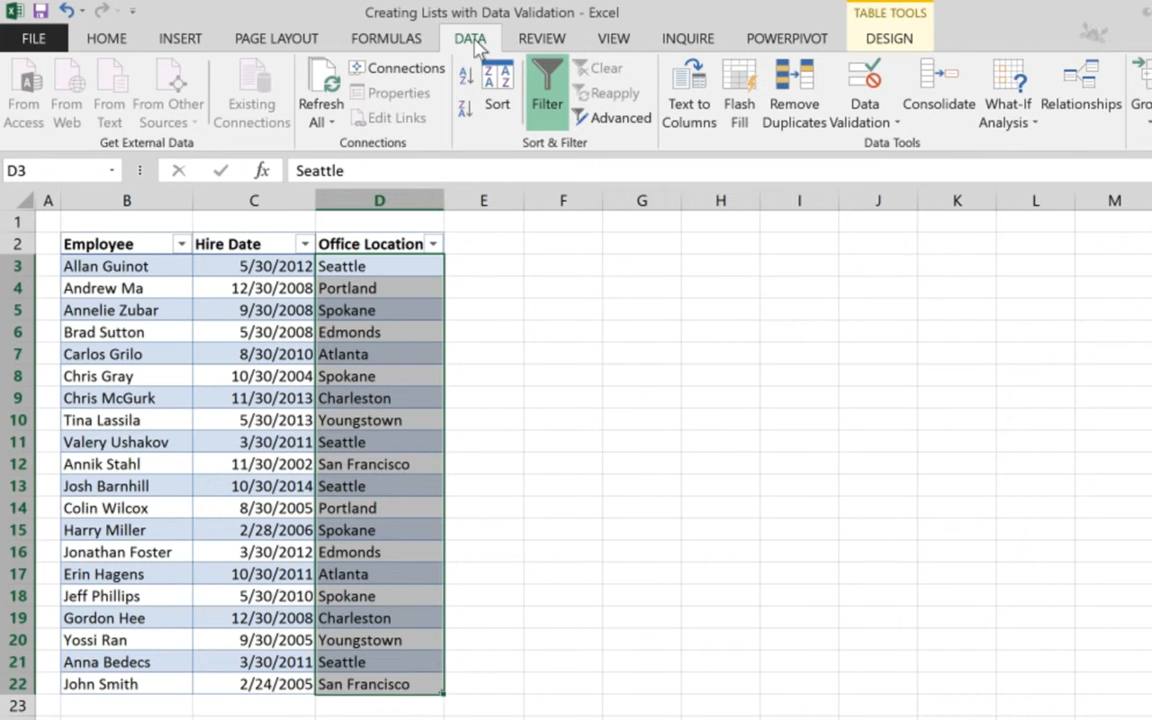 Creating Lists with Data Validation - Excel
TABLE TOOLS
FILE HOME INSERT PAGE LAYOUT FORMULAS DATA REVIEW VIEW INQUIRE POWERPIVOT DESIGN
From Access
From Web
From Text
From Other Sources
Existing Connections
Get External Data
Refresh All
Connections
Properties
Edit Links
Connections
A Z
Z A
Z A A Z
Sort
Filter
Clear
Reapply
Advanced
Sort & Filter
Text to Columns
Flash Fill
Remove Duplicates
Data Validation
Consolidate
What-If Analysis
Relationships
Data Tools
D3 fx Seattle
A B C D E F G H I J K L M
1
2 Employee Hire Date Office Location
3 Allan Guinot 5/30/2012 Seattle
4 Andrew Ma 12/30/2008 Portland
5 Annelie Zubar 9/30/2008 Spokane
6 Brad Sutton 5/30/2008 Edmonds
7 Carlos Grilo 8/30/2010 Atlanta
8 Chris Gray 10/30/2004 Spokane
9 Chris McGurk 11/30/2013 Charleston
10 Tina Lassila 5/30/2013 Youngstown
11 Valery Ushakov 3/30/2011 Seattle
12 Annik Stahl 11/30/2002 San Francisco
13 Josh Barnhill 10/30/2014 Seattle
14 Colin Wilcox 8/30/2005 Portland
15 Harry Miller 2/28/2006 Spokane
16 Jonathan Foster 3/30/2012 Edmonds
17 Erin Hagens 10/30/2011 Atlanta
18 Jeff Phillips 5/30/2010 Spokane
19 Gordon Hee 12/30/2008 Charleston
20 Yossi Ran 9/30/2005 Youngstown
21 Anna Bedecs 3/30/2011 Seattle
22 John Smith 2/24/2005 San Francisco
23